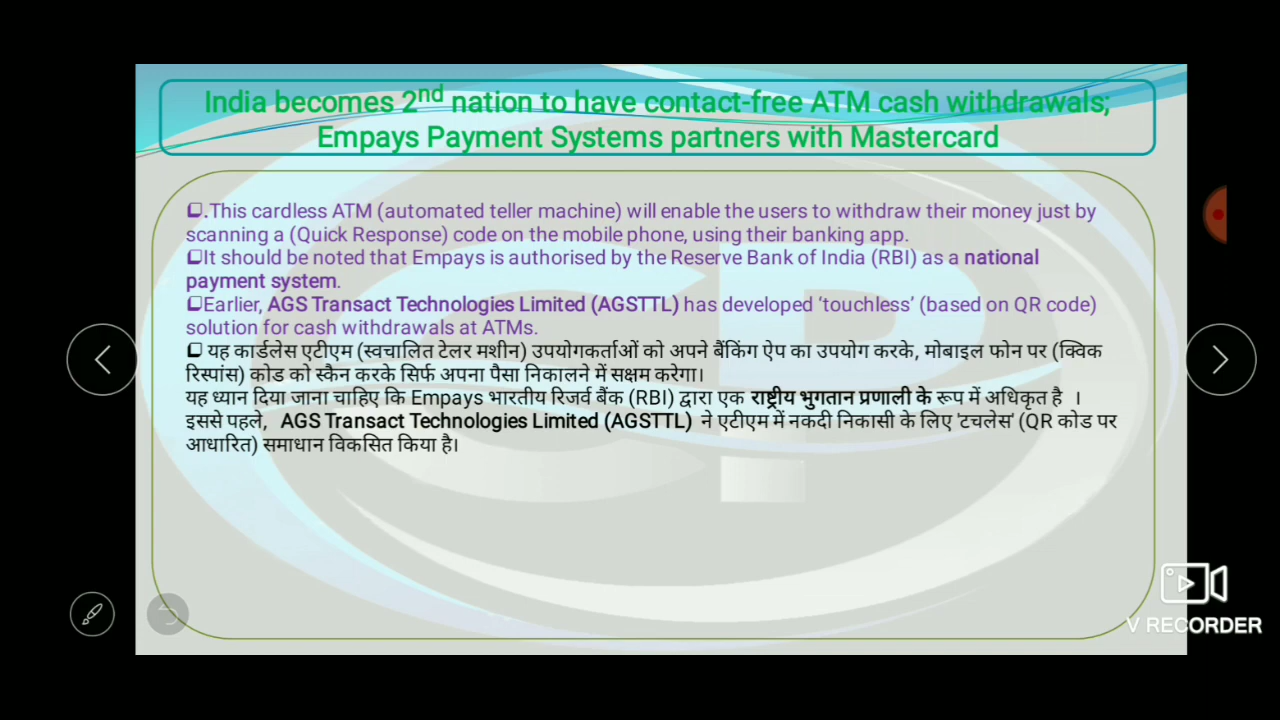 India becomes 2nd nation to have contact-free ATM cash withdrawals;
Empays Payment Systems partners with Mastercard
❑.This cardless ATM (automated teller machine) will enable the users to withdraw their money just by
scanning a (Quick Response) code on the mobile phone, using their banking app.
❑It should be noted that Empays is authorised by the Reserve Bank of India (RBI) as a national
payment system.
❑Earlier, AGS Transact Technologies Limited (AGSTTL) has developed ‘touchless’ (based on QR code)
solution for cash withdrawals at ATMs.
❑ यह कार्डलेस एटीएम (स्वचालित टेलर मशीन) उपयोगकर्ताओं को अपने बैंकिंग ऐप का उपयोग करके, मोबाइल फोन पर (क्विक
रिस्पांस) कोड को स्कैन करके सिर्फ अपना पैसा निकालने में सक्षम करेगा।
यह ध्यान दिया जाना चाहिए कि Empays भारतीय रिजर्व बैंक (RBI) द्वारा एक राष्ट्रीय भुगतान प्रणाली के रूप में अधिकृत है ।
इससे पहले, AGS Transact Technologies Limited (AGSTTL) ने एटीएम में नकदी निकासी के लिए 'टचलेस' (QR कोड पर
आधारित) समाधान विकसित किया है।
V RECORDER